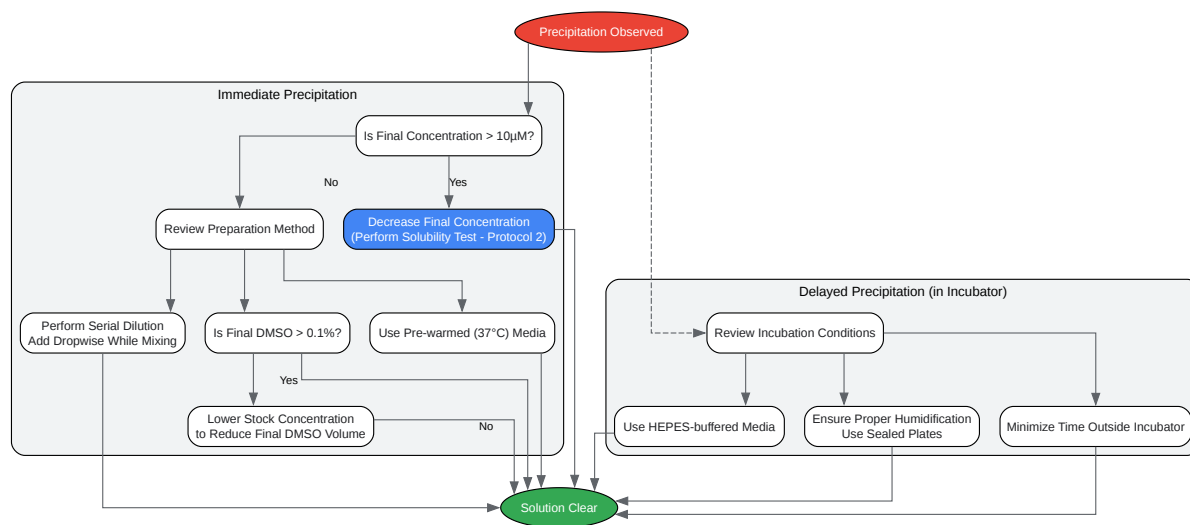 Precipitation Observed
Immediate Precipitation
Is Final Concentration > 10µM?
No
Yes
Review Preparation Method
Decrease Final Concentration
(Perform Solubility Test - Protocol 2)
Delayed Precipitation (in Incubator)
Perform Serial Dilution
Add Dropwise While Mixing
Is Final DMSO > 0.1%?
Use Pre-warmed (37°C) Media
Review Incubation Conditions
Yes
Lower Stock Concentration
to Reduce Final DMSO Volume
No
Use HEPES-buffered Media
Ensure Proper Humidification
Use Sealed Plates
Minimize Time Outside Incubator
Solution Clear